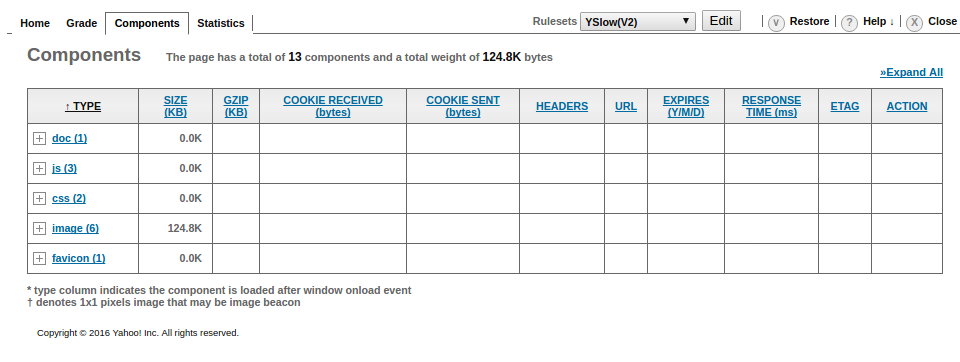 Home Grade Components Statistics Rulesets YSlow(V2) Edit Restore Help ↓ Close
Components The page has a total of 13 components and a total weight of 124.8K bytes
»Expand All
↑ TYPE SIZE (KB) GZIP (KB) COOKIE RECEIVED (bytes) COOKIE SENT (bytes) HEADERS URL EXPIRES (Y/M/D) RESPONSE TIME (ms) ETAG ACTION
doc (1) 0.0K
js (3) 0.0K
css (2) 0.0K
image (6) 124.8K
favicon (1) 0.0K
* type column indicates the component is loaded after window onload event
† denotes 1x1 pixels image that may be image beacon
Copyright © 2016 Yahoo! Inc. All rights reserved.